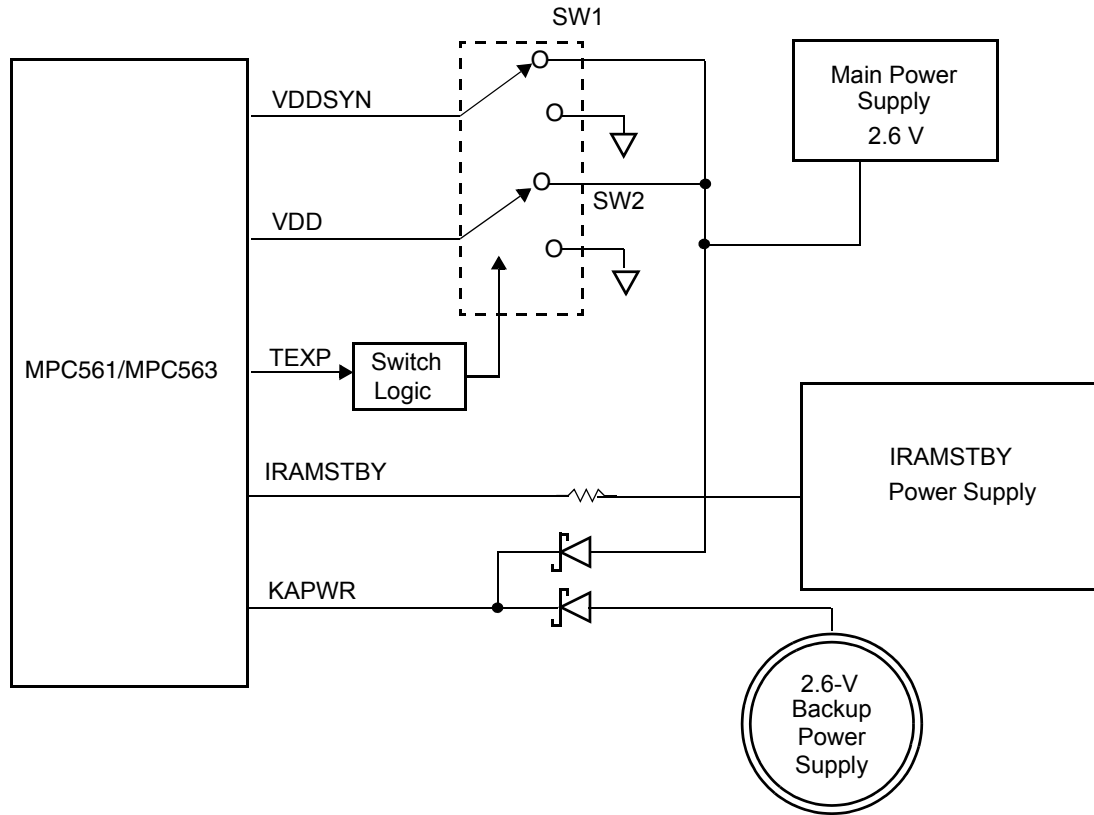 SW1
Main Power
Supply
2.6 V
VDDSYN
SW2
VDD
MPC561/MPC563
TEXP
Switch
Logic
IRAMSTBY
IRAMSTBY
Power Supply
KAPWR
2.6-V
Backup
Power
Supply